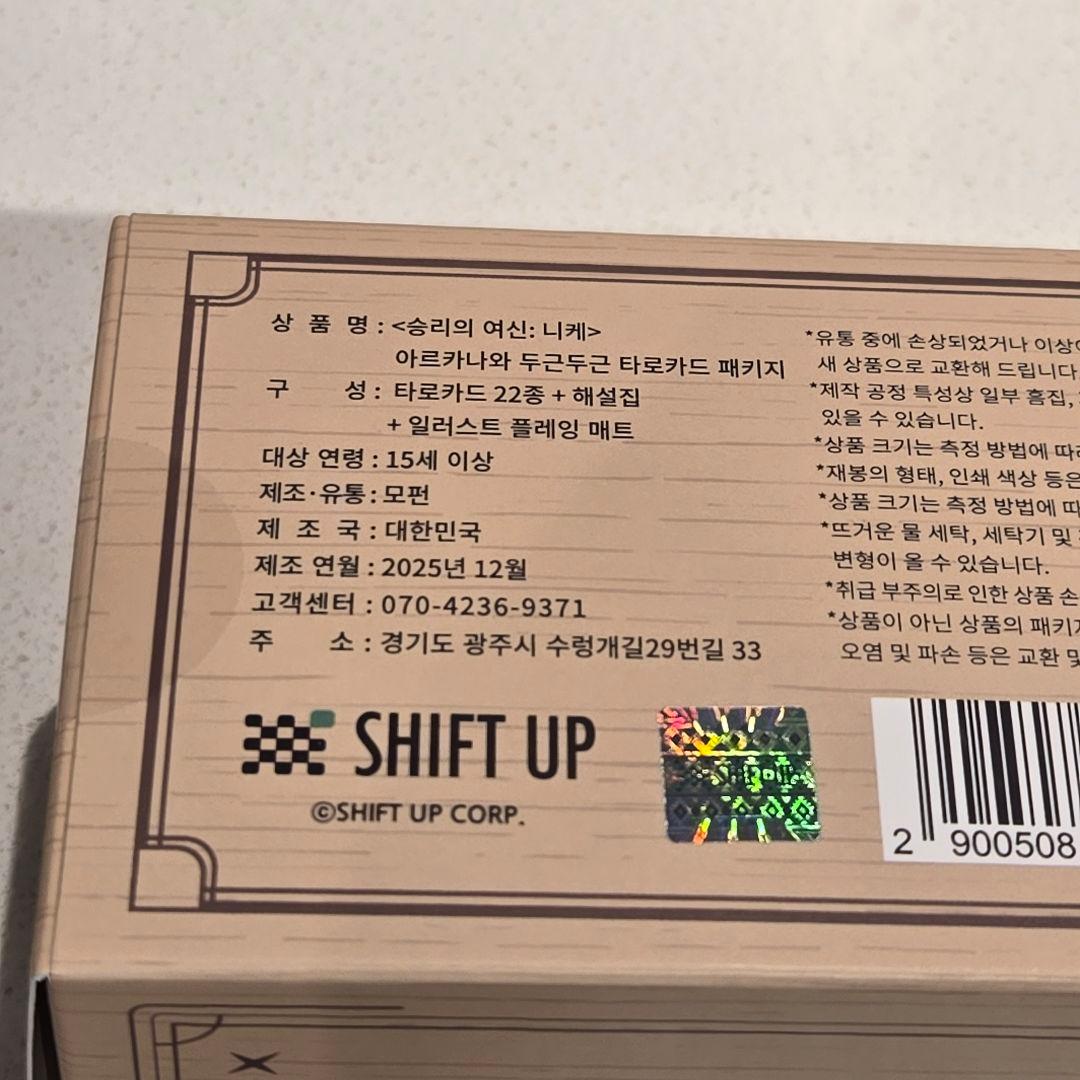 상 품 명 : <승리의 여신: 니케>
아르카나와 두근두근 타로카드 패키지
구 성 : 타로카드 22종 + 해설집
+ 일러스트 플레잉 매트
대상 연령 : 15세 이상
제조·유통 : 모펀
제 조 국 : 대한민국
제조 연월 : 2025년 12월
고객센터 : 070-4236-9371
주 소 : 경기도 광주시 수렁개길29번길 33
SHIFT UP
©SHIFT UP CORP.
*유통 중에 손상되었거나 이상이
새 상품으로 교환해 드립니다.
*제작 공정 특성상 일부 흠집,
있을 수 있습니다.
*상품 크기는 측정 방법에 따라
*재봉의 형태, 인쇄 색상 등은
*상품 크기는 측정 방법에 따
*뜨거운 물 세탁, 세탁기 및
변형이 올 수 있습니다.
*취급 부주의로 인한 상품 손
*상품이 아닌 상품의 패키지
오염 및 파손 등은 교환 및
2 900508